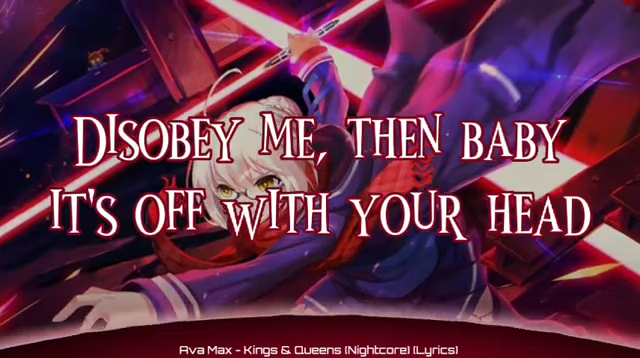 Disobey me, then baby
it's off with your head
Ava Max - Kings & Queens (Nightcore) (Lyrics)